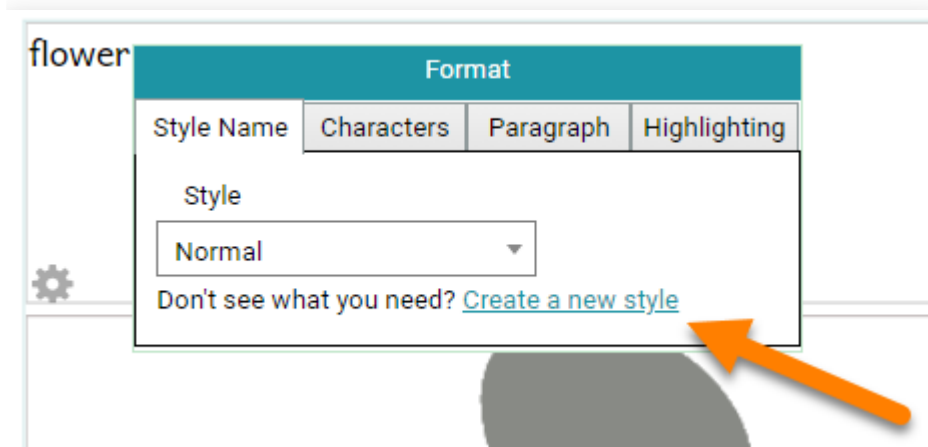 flower
Format
Style Name Characters Paragraph Highlighting
Style
Normal
Don't see what you need? Create a new style